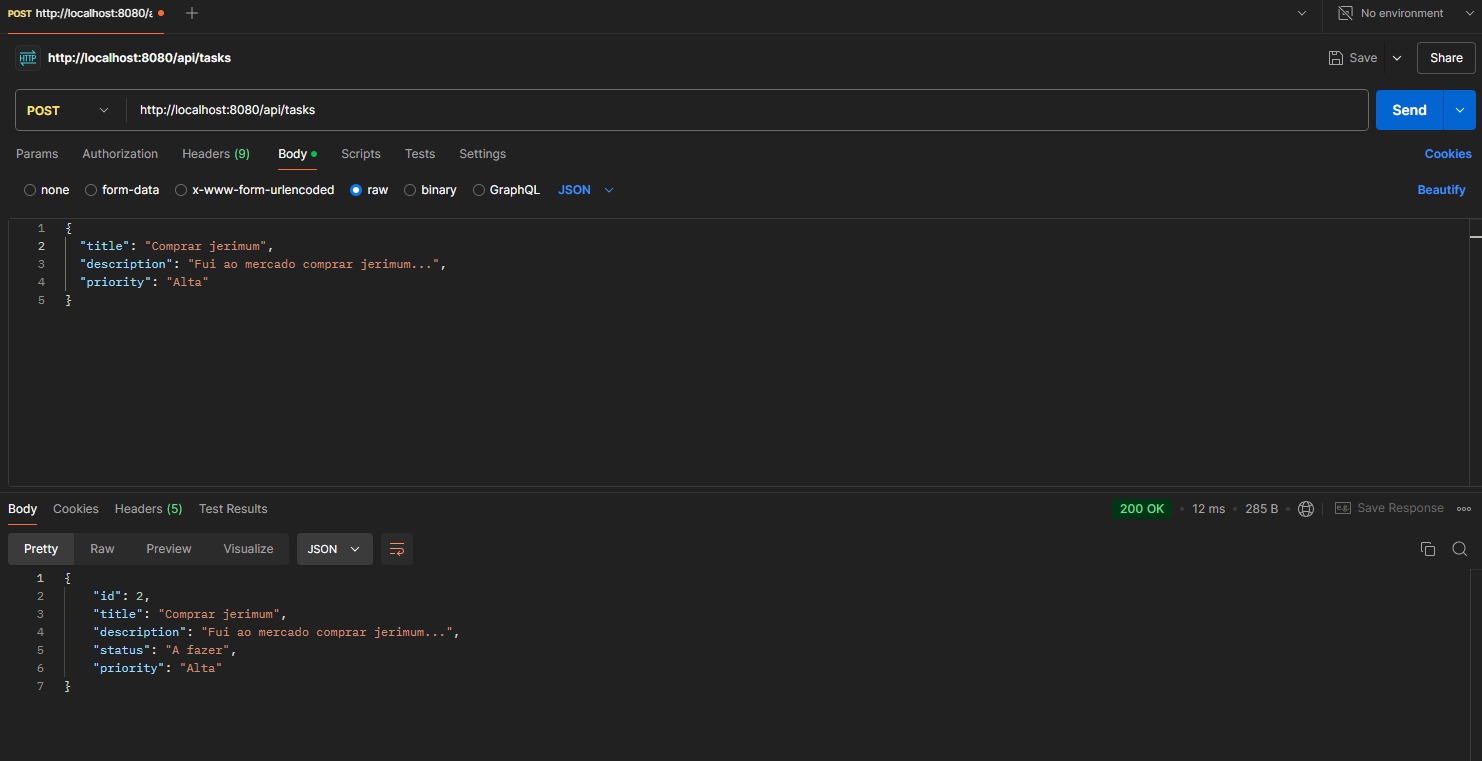 POST http://localhost:8080/a
No environment
HTTP http://localhost:8080/api/tasks
Save
Share
POST http://localhost:8080/api/tasks
Send
Params Authorization Headers (9) Body Scripts Tests Settings Cookies
none form-data x-www-form-urlencoded raw binary GraphQL JSON Beautify
1 {
2 "title": "Comprar jerimum",
3 "description": "Fui ao mercado comprar jerimum...",
4 "priority": "Alta"
5 }
Body Cookies Headers (5) Test Results 200 OK 12 ms 285 B e.g. Save Response
Pretty Raw Preview Visualize JSON
1 {
2 "id": 2,
3 "title": "Comprar jerimum",
4 "description": "Fui ao mercado comprar jerimum...",
5 "status": "A fazer",
6 "priority": "Alta"
7 }